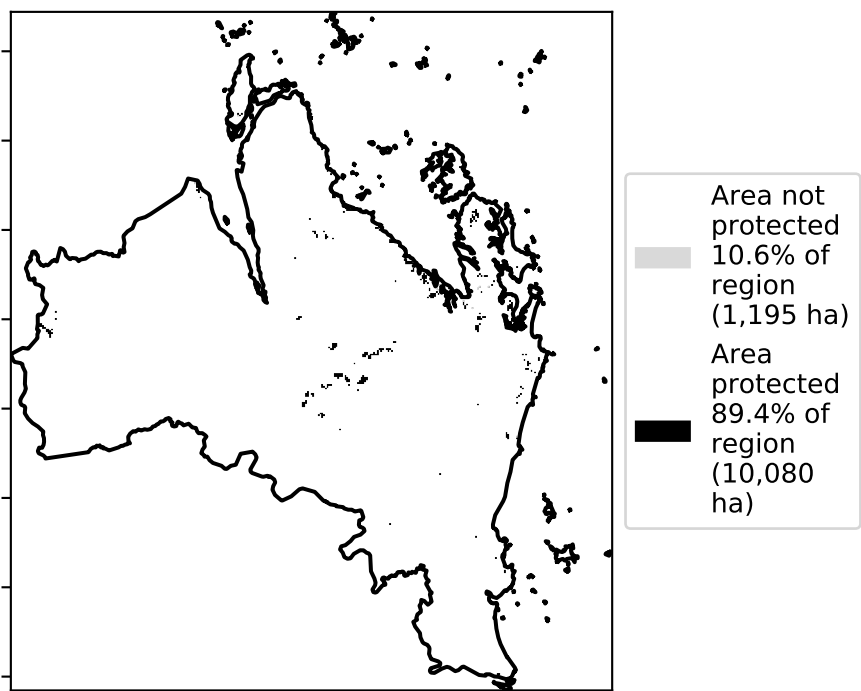 Area not
protected
10.6% of
region
(1,195 ha)
Area
protected
89.4% of
region
(10,080
ha)